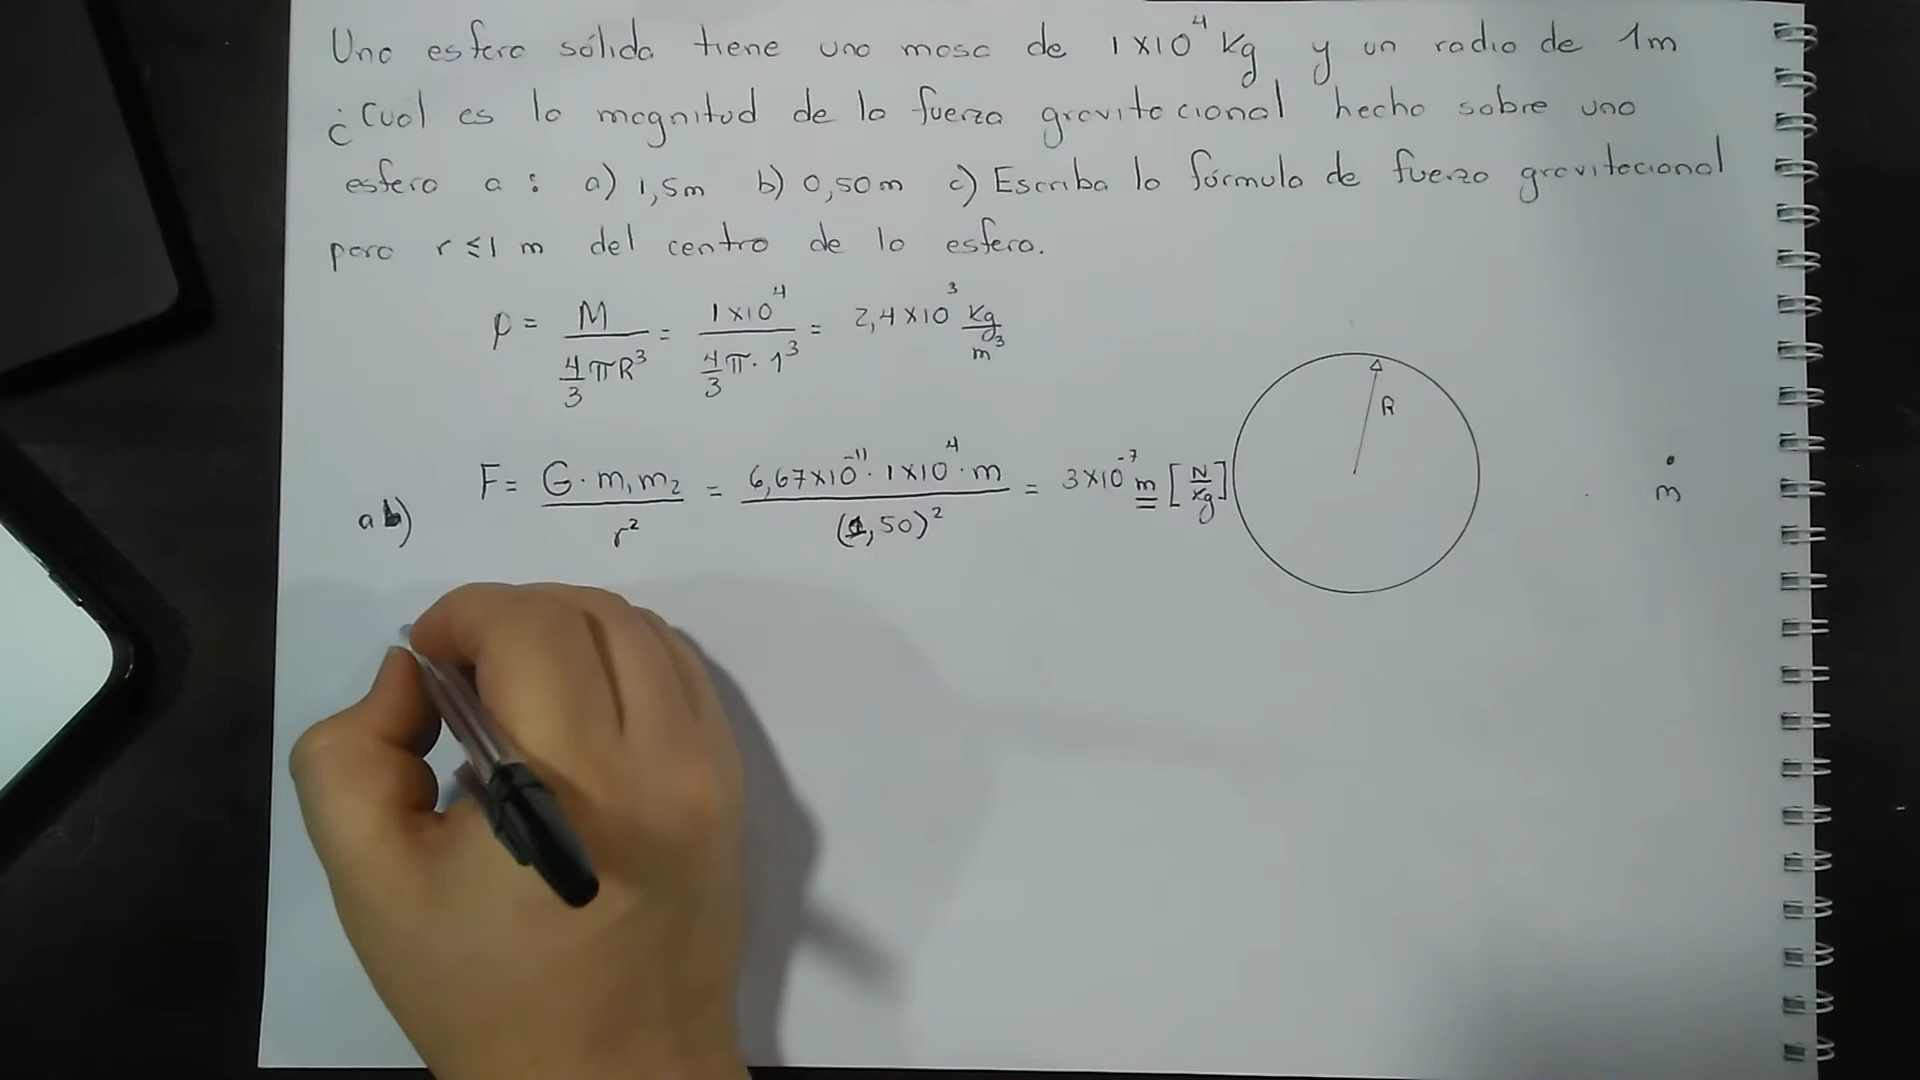 Una esfera sólida tiene una masa de 1×10⁴ Kg y un radio de 1m
¿Cual es la magnitud de la fuerza gravitacional hecha sobre una
esfera a : a) 1,5m b) 0,50m c) Escriba la fórmula de fuerza gravitacional
para r ≤ 1 m del centro de la esfera.
ρ = M / (4/3 πR³) = 1×10⁴ / (4/3 π · 1³) = 2,4×10³ Kg/m³
R
a) F = G · m₁m₂ / r² = 6,67×10⁻¹¹ · 1×10⁴ · m / (1,50)² = 3×10⁻⁷ m [N/Kg]
m